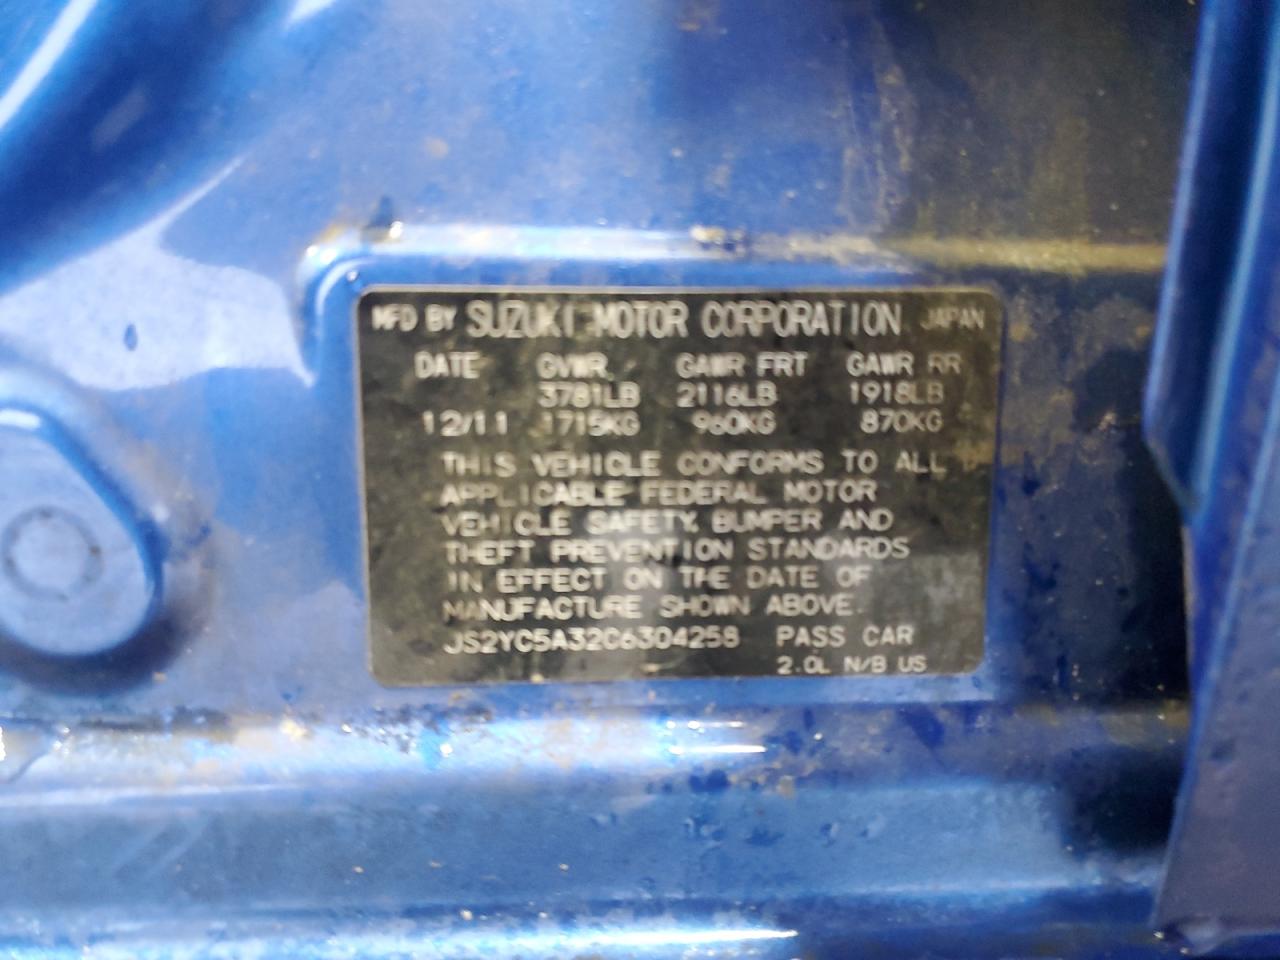 MFD BY SUZUKI MOTOR CORPORATION JAPAN
DATE GVWR GAWR FRT GAWR RR
3781LB 2116LB 1918LB
12/11 1715KG 960KG 870KG
THIS VEHICLE CONFORMS TO ALL
APPLICABLE FEDERAL MOTOR
VEHICLE SAFETY, BUMPER AND
THEFT PREVENTION STANDARDS
IN EFFECT ON THE DATE OF
MANUFACTURE SHOWN ABOVE.
JS2YC5A32C6304258 PASS CAR
2.0L N/B US